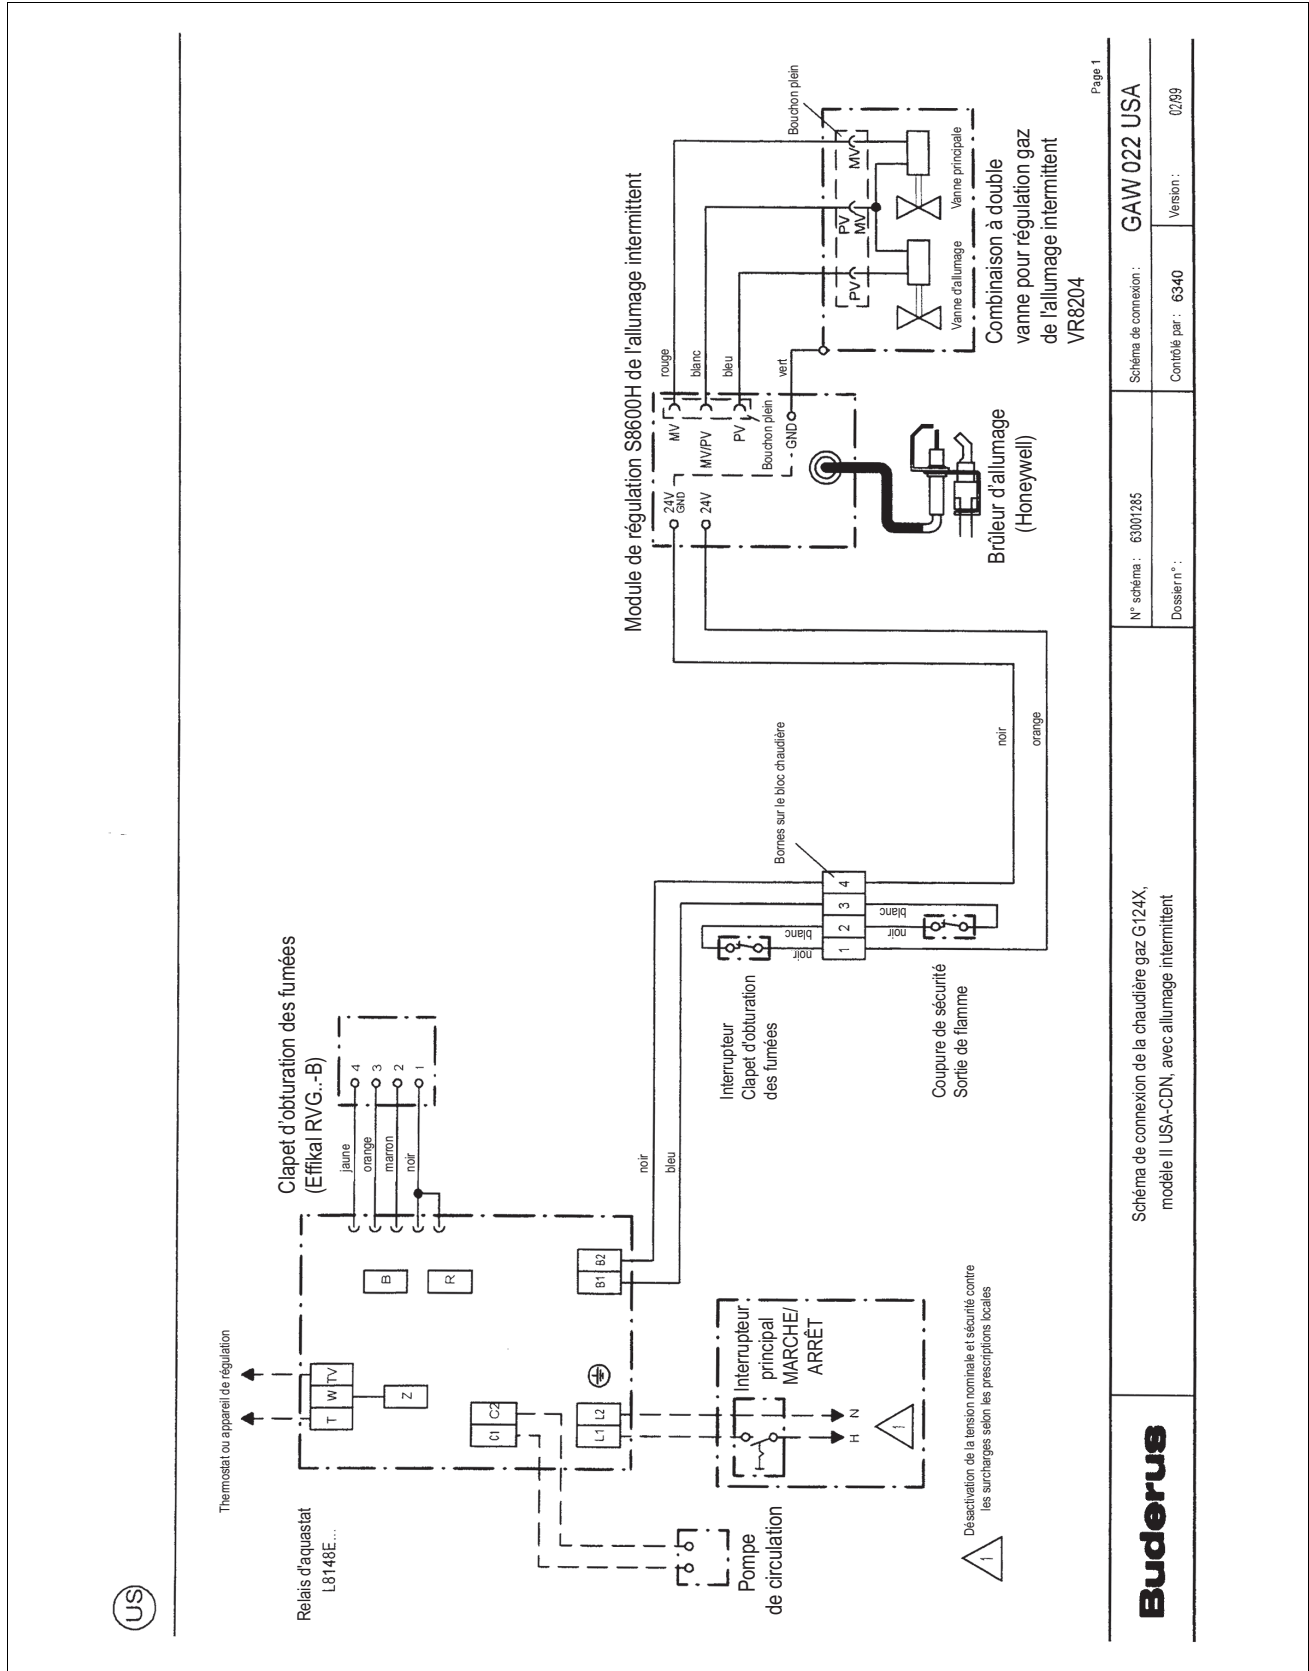 US
Thermostat ou appareil de régulation
Relais d'aquastat
L8148E...
T
W
TV
Z
B
R
C1
C2
L1
L2
B1
B2
Clapet d'obturation des fumées
(Effikal RVG..-B)
jaune
orange
marron
noir
4
3
2
1
noir
bleu
Pompe
de circulation
Interrupteur
principal
MARCHE/
ARRÊT
H
N
1
1
Désactivation de la tension nominale et sécurité contre
les surcharges selon les prescriptions locales
Interrupteur
Clapet d'obturation
des fumées
noir
blanc
1
2
3
4
noir
blanc
Coupure de sécurité
Sortie de flamme
Bornes sur le bloc chaudière
noir
orange
Module de régulation S8600H de l'allumage intermittent
24V
GND
24V
MV
MV/PV
PV
Bouchon plein
GND
rouge
blanc
bleu
vert
Brûleur d'allumage
(Honeywell)
Bouchon plein
MV
PV
MV
PV
Vanne principale
Vanne d'allumage
Combinaison à double
vanne pour régulation gaz
de l'allumage intermittent
VR8204
Page 1
Buderus
Schéma de connexion de la chaudière gaz G124X,
modèle II USA-CDN, avec allumage intermittent
N° schéma : 63001285
Dossier n° :
Schéma de connexion : GAW 022 USA
Contrôlé par : 6340
Version : 02/99